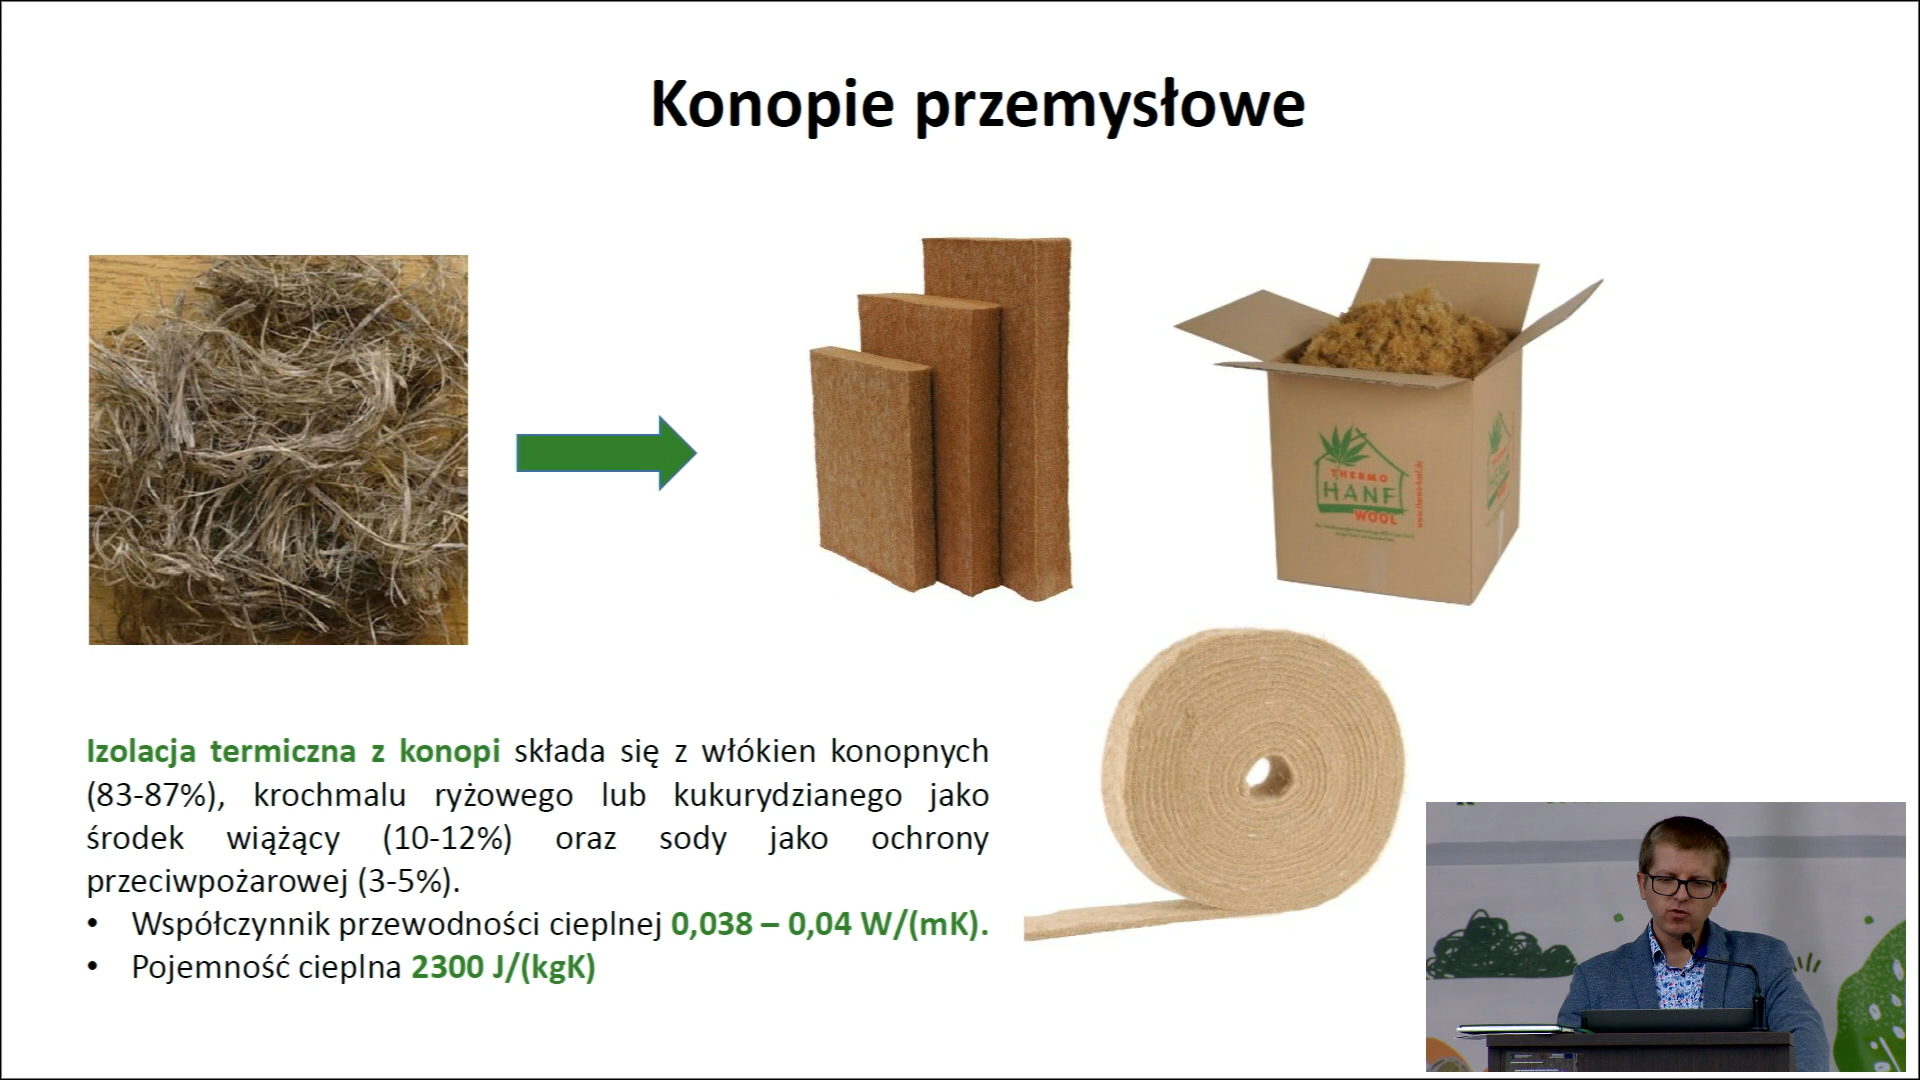 Konopie przemysłowe
THERMO
HANF
WOOL
Izolacja termiczna z konopi składa się z włókien konopnych
(83-87%), krochmalu ryżowego lub kukurydzianego jako
środek wiążący (10-12%) oraz sody jako ochrony
przeciwpożarowej (3-5%).
• Współczynnik przewodności cieplnej 0,038 – 0,04 W/(mK).
• Pojemność cieplna 2300 J/(kgK)